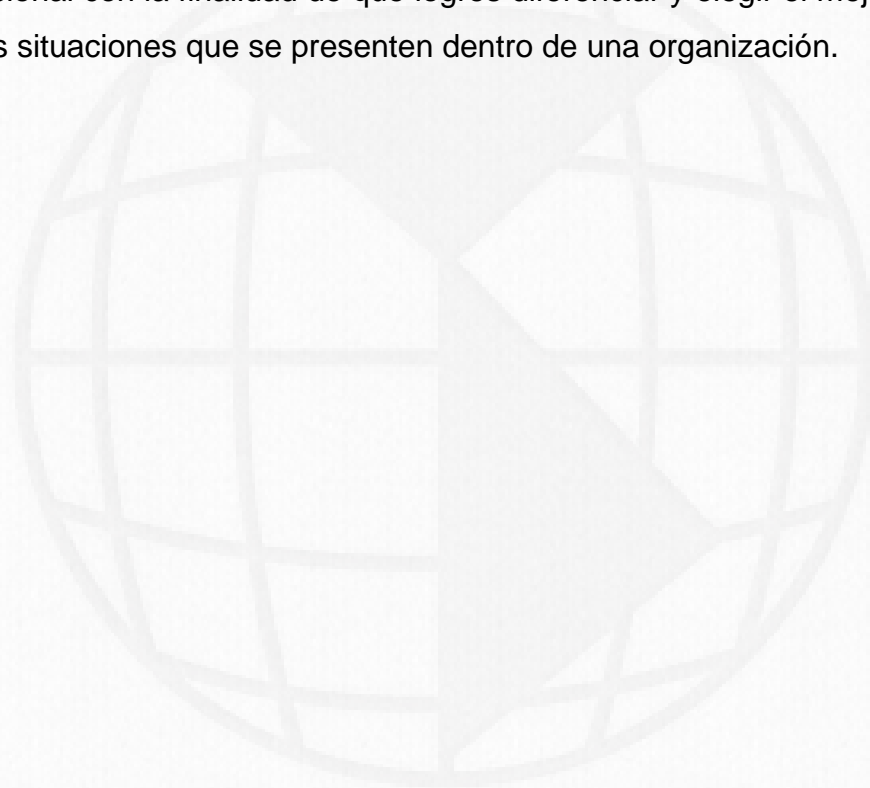 con la finalidad de que logres diferenciar y elegir el
situaciones que se presenten dentro de una organización.